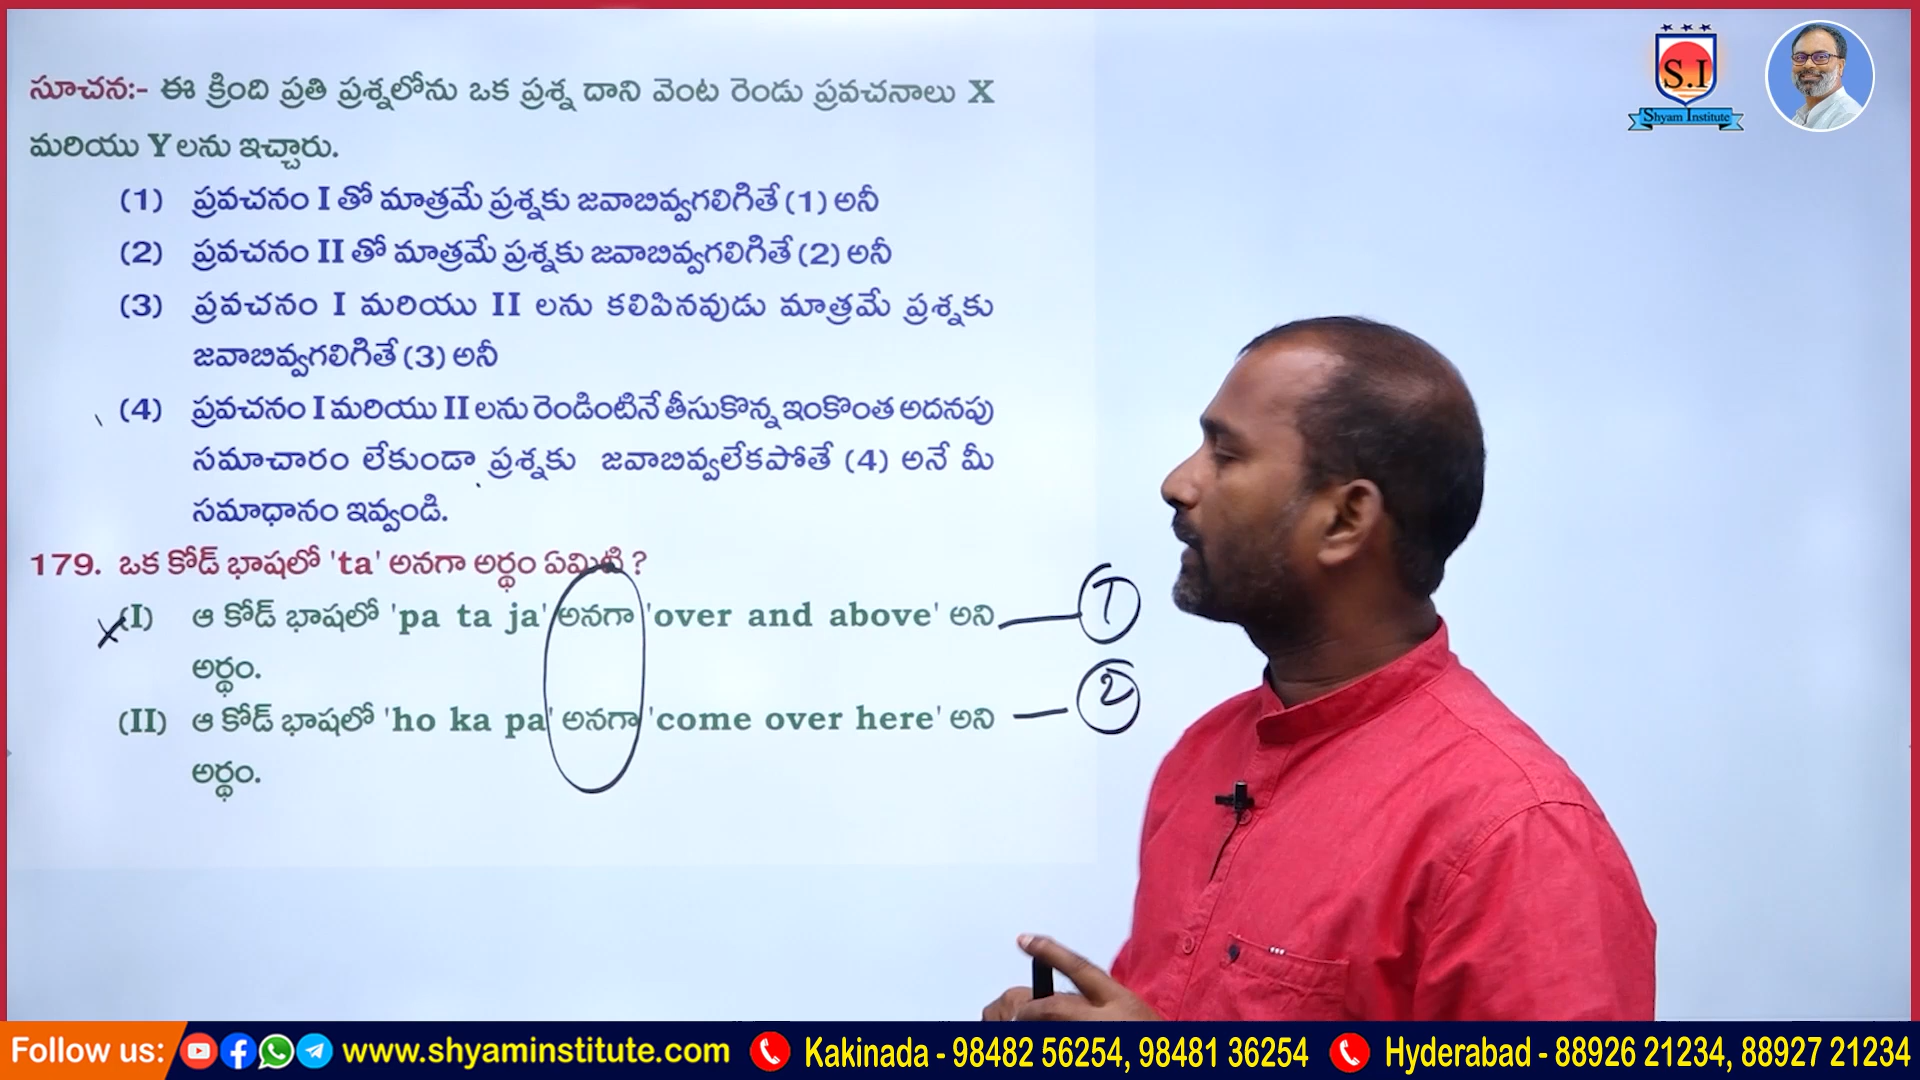 S.I
Shyam Institute
సూచన:- ఈ క్రింది ప్రతి ప్రశ్నలోను ఒక ప్రశ్న దాని వెంట రెండు ప్రవచనాలు X
మరియు Y లను ఇచ్చారు.
(1) ప్రవచనం I తో మాత్రమే ప్రశ్నకు జవాబివ్వగలిగితే (1) అనీ
(2) ప్రవచనం II తో మాత్రమే ప్రశ్నకు జవాబివ్వగలిగితే (2) అనీ
(3) ప్రవచనం I మరియు II లను కలిపినవుడు మాత్రమే ప్రశ్నకు
జవాబివ్వగలిగితే (3) అనీ
(4) ప్రవచనం I మరియు II లను రెండింటినే తీసుకొన్న ఇంకొంత అదనపు
సమాచారం లేకుండా ప్రశ్నకు జవాబివ్వలేకపోతే (4) అనే మీ
సమాధానం ఇవ్వండి.
179. ఒక కోడ్ భాషలో 'ta' అనగా అర్థం ఏమిటి ?
(I) ఆ కోడ్ భాషలో 'pa ta ja' అనగా 'over and above' అని 1
అర్థం.
(II) ఆ కోడ్ భాషలో 'ho ka pa' అనగా 'come over here' అని 2
అర్థం.
Follow us: www.shyaminstitute.com Kakinada - 98482 56254, 98481 36254 Hyderabad - 88926 21234, 88927 21234